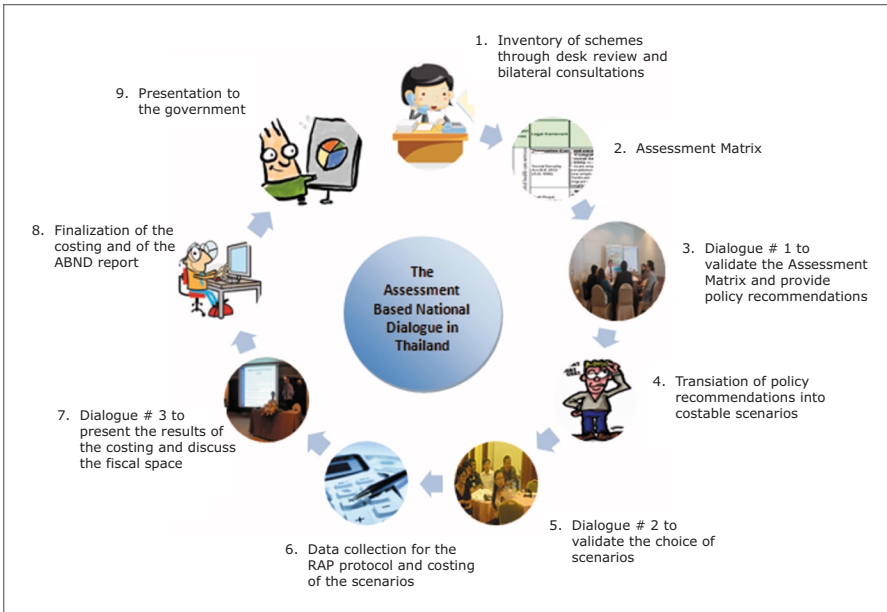 1. Inventory of schemes
through desk review and
bilateral consultations
2. Assessment Matrix
3. Dialogue # 1 to
validate the Assessment
Matrix and provide
policy recommendations
4. Transiation of policy
recommendations into
costable scenarios
5. Dialogue # 2 to
validate the choice of
scenarios
6. Data collection for the
RAP protocol and costing
of the scenarios
7. Dialogue # 3 to
present the results of
the costing and discuss
the fiscal space
8. Finalization of the
costing and of the
ABND report
9. Presentation to
the government
The
Assessment
Based National
Dialogue in
Thailand
Legal framework